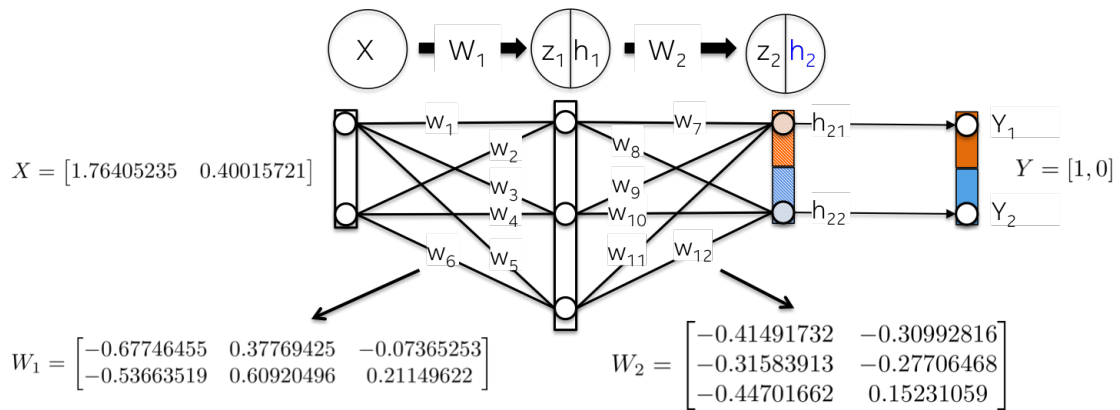 X W₁ z₁ h₁ W₂ z₂ h₂
w₁ w₇ h₂₁ Y₁
w₂ w₈
X = [1.76405235 0.40015721] Y = [1, 0]
w₃ w₉
w₄ w₁₀ h₂₂ Y₂
w₆ w₅ w₁₁ w₁₂
W₁ = [−0.67746455 0.37769425 −0.07365253
−0.53663519 0.60920496 0.21149622]
W₂ = [−0.41491732 −0.30992816
−0.31583913 −0.27706468
−0.44701662 0.15231059]